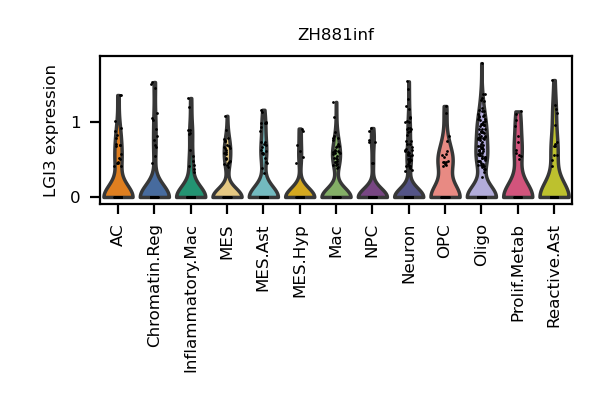 ZH881inf
LGI3 expression
1
0
AC
Chromatin.Reg
Inflammatory.Mac
MES
MES.Ast
MES.Hyp
Mac
NPC
Neuron
OPC
Oligo
Prolif.Metab
Reactive.Ast